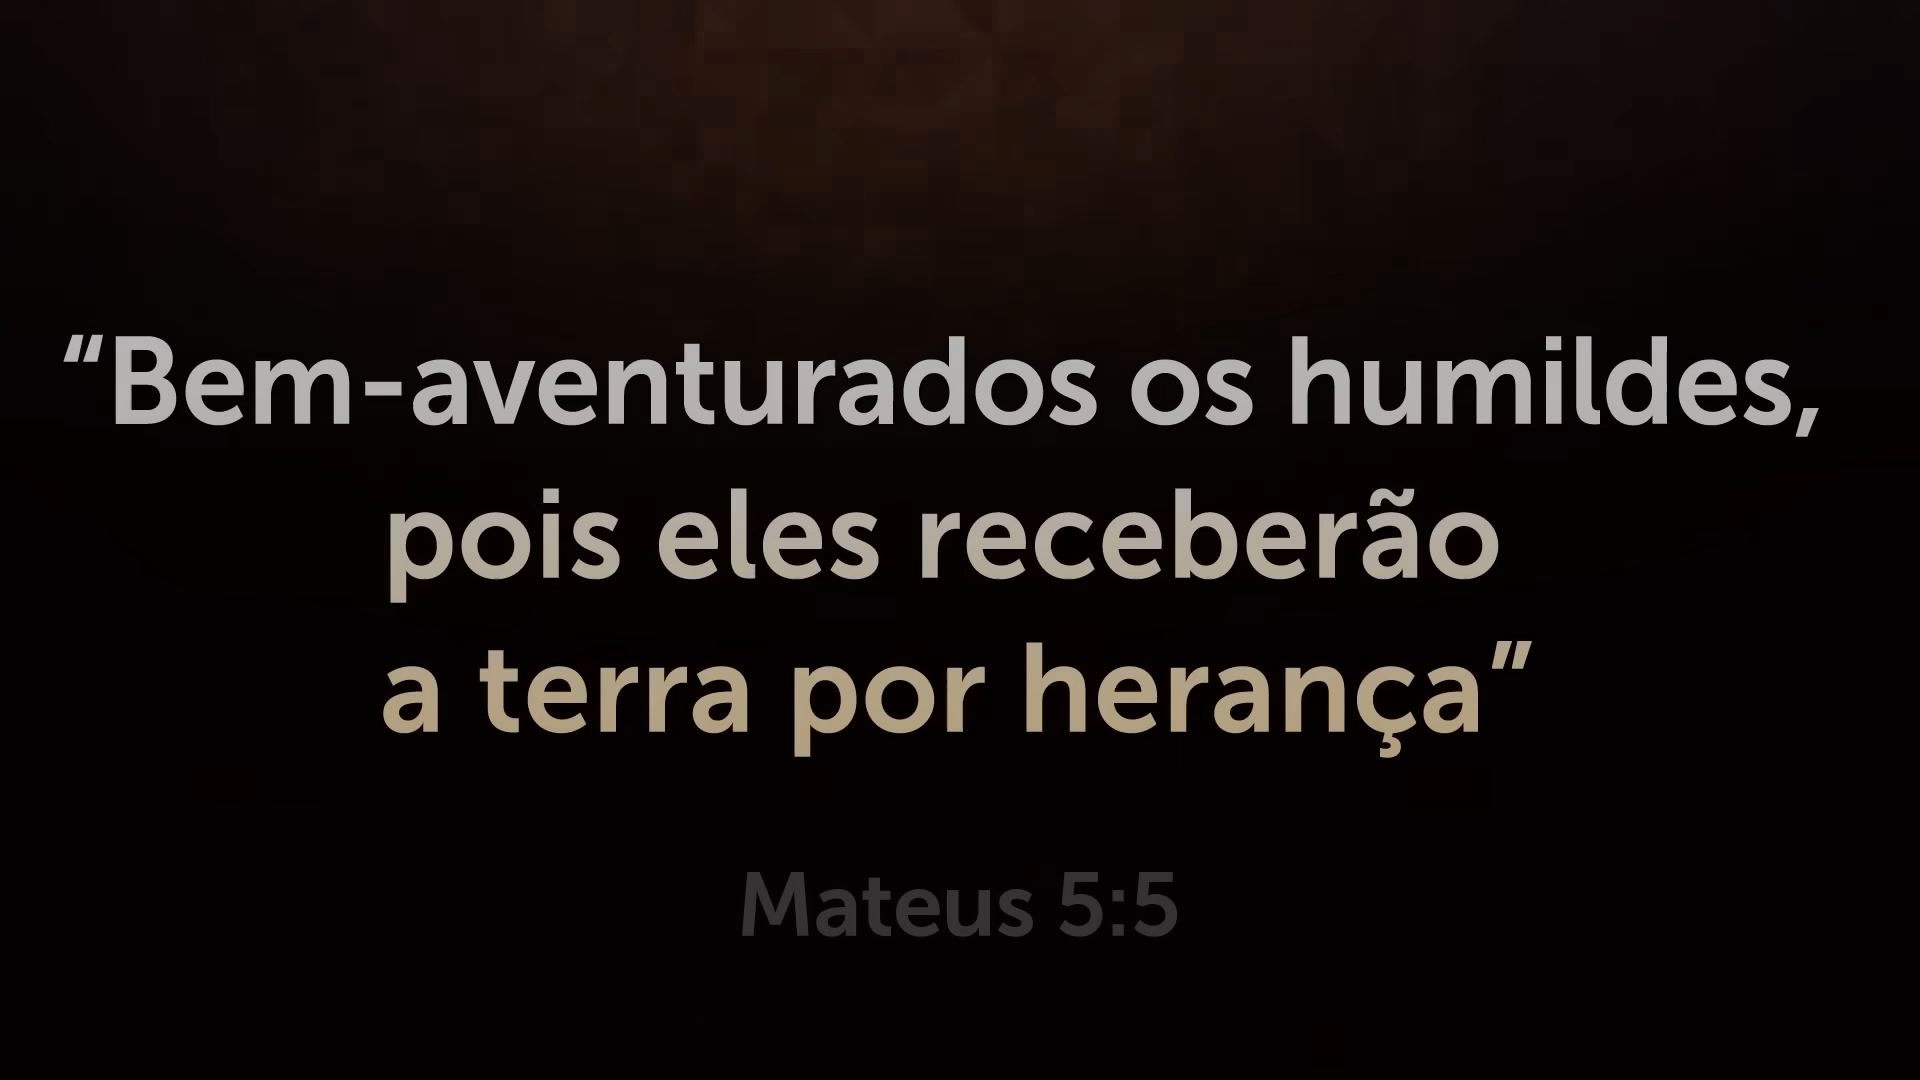 “Bem-aventurados os humildes,
pois eles receberão
a terra por herança”
Mateus 5:5